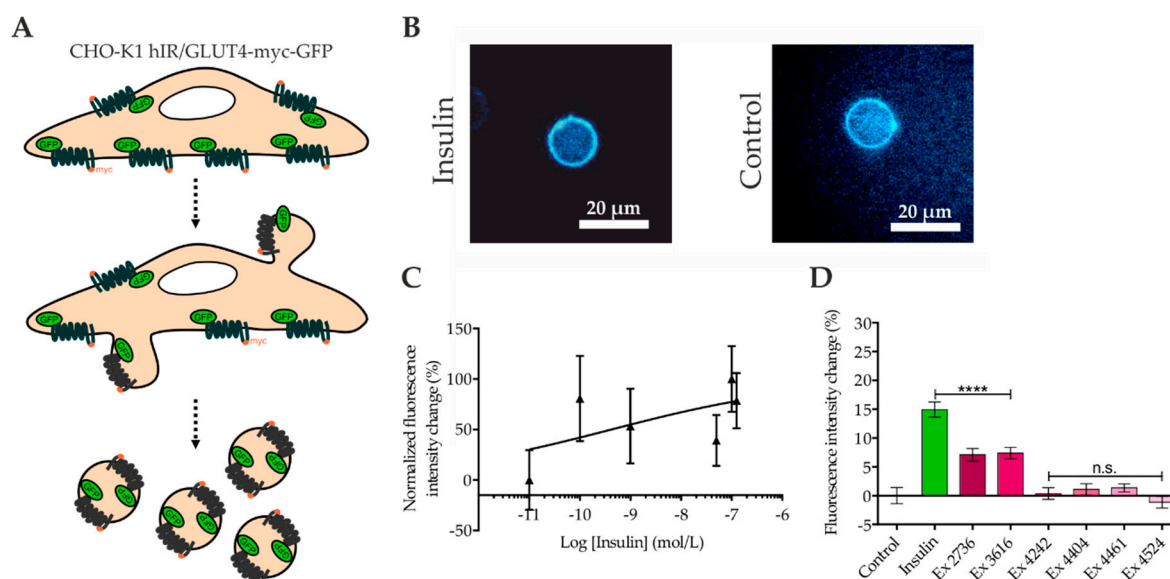 A
CHO-K1 hIR/GLUT4-myc-GFP
GFP
GFP
GFP
GFP
GFP
GFP
myc
GFP
GFP
GFP
GFP
GFP
myc
GFP
GFP
GFP
GFP
GFP
GFP
GFP
GFP
GFP
B
Insulin
20 µm
Control
20 µm
C
Normalized fluorescence
intensity change (%)
150
100
50
0
-50
-11
-10
-9
-8
-7
-6
Log [Insulin] (mol/L)
D
Fluorescence intensity change (%)
30
25
20
15
10
5
0
-5
****
n.s.
Control
Insulin
Ex 2736
Ex 3616
Ex 4242
Ex 4404
Ex 4461
Ex 4524